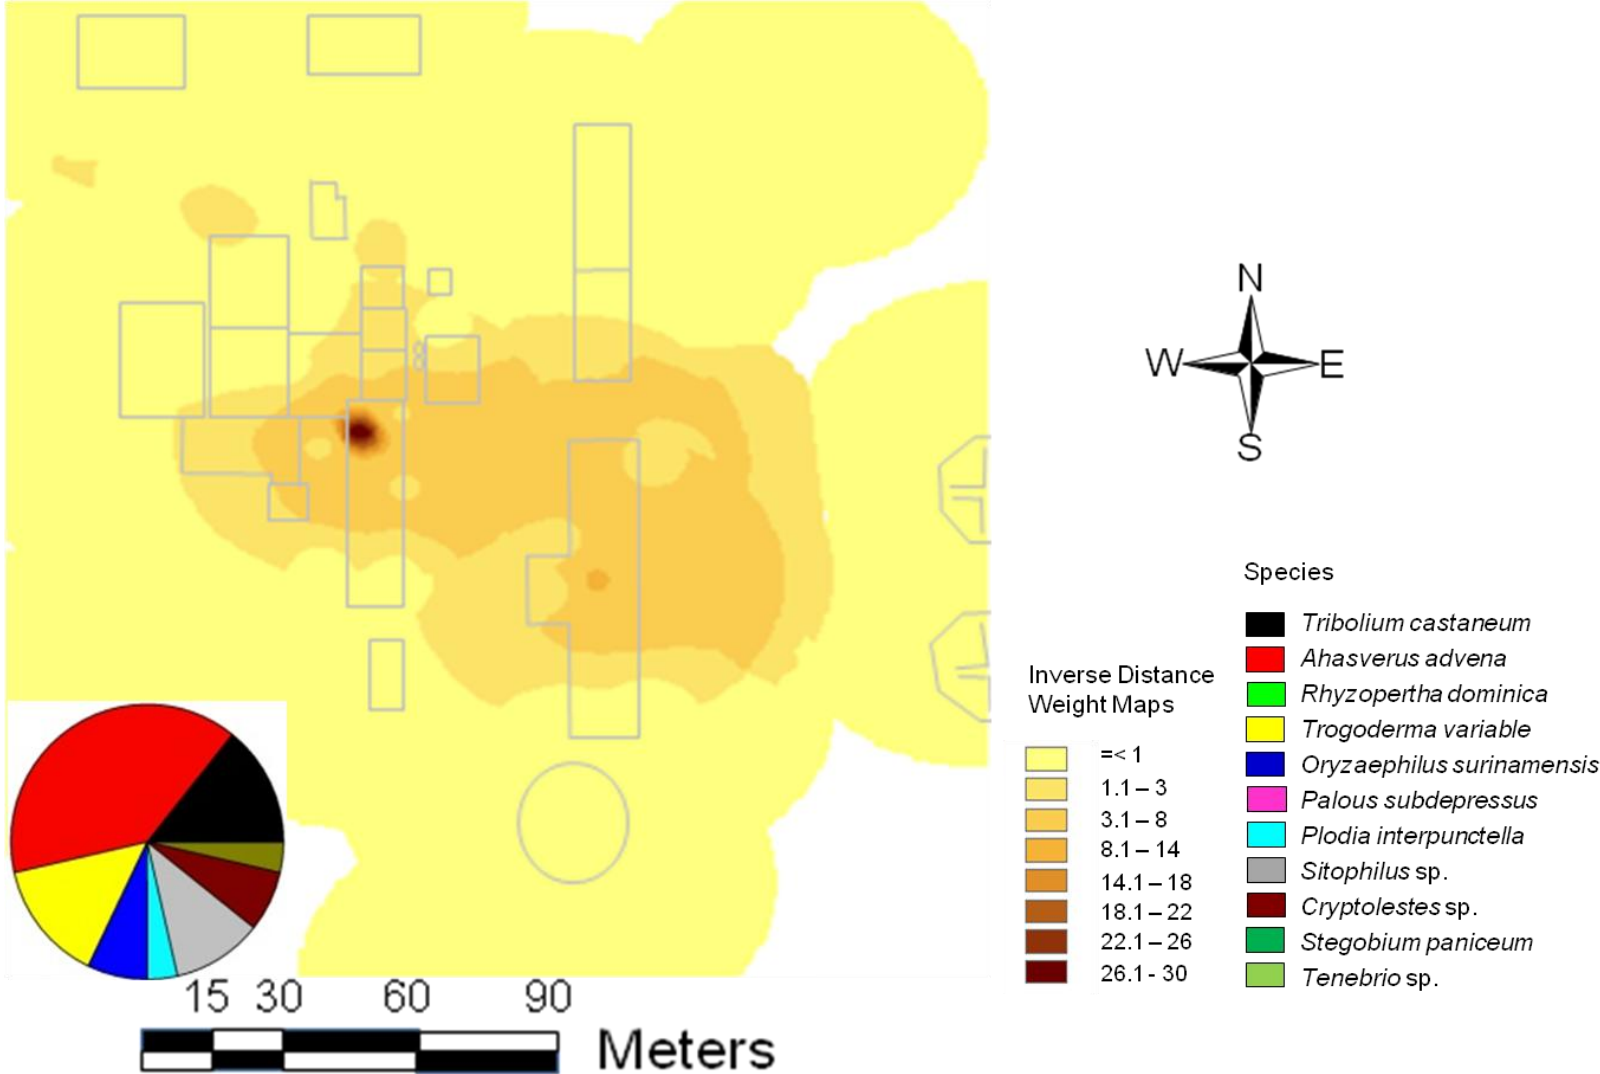 N
W E
S
Species
Tribolium castaneum
Ahasverus advena
Rhyzopertha dominica
Trogoderma variable
Oryzaephilus surinamensis
Palous subdepressus
Plodia interpunctella
Sitophilus sp.
Cryptolestes sp.
Stegobium paniceum
Tenebrio sp.
Inverse Distance
Weight Maps
=< 1
1.1 – 3
3.1 – 8
8.1 – 14
14.1 – 18
18.1 – 22
22.1 – 26
26.1 - 30
15 30 60 90
Meters